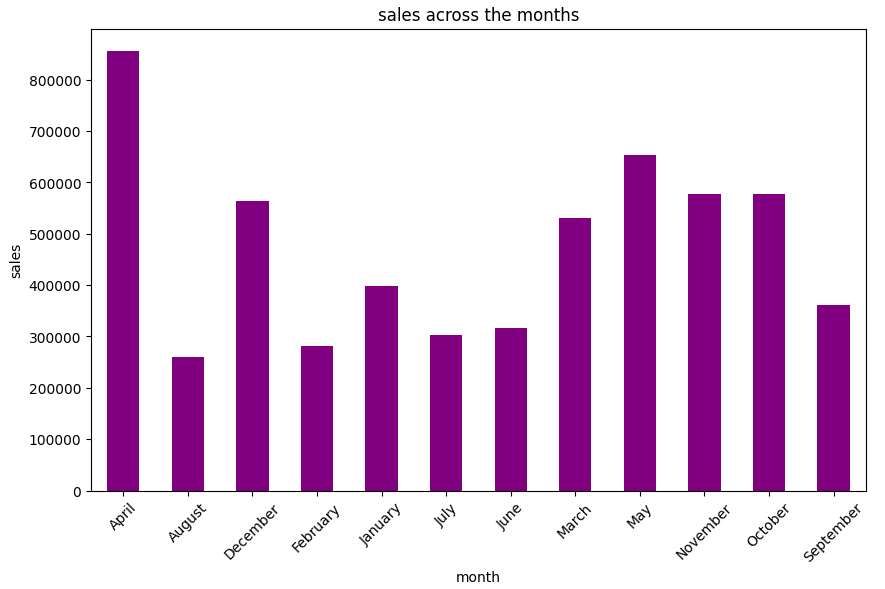 sales across the months
sales
800000
700000
600000
500000
400000
300000
200000
100000
0
April
August
December
February
January
July
June
March
May
November
October
September
month